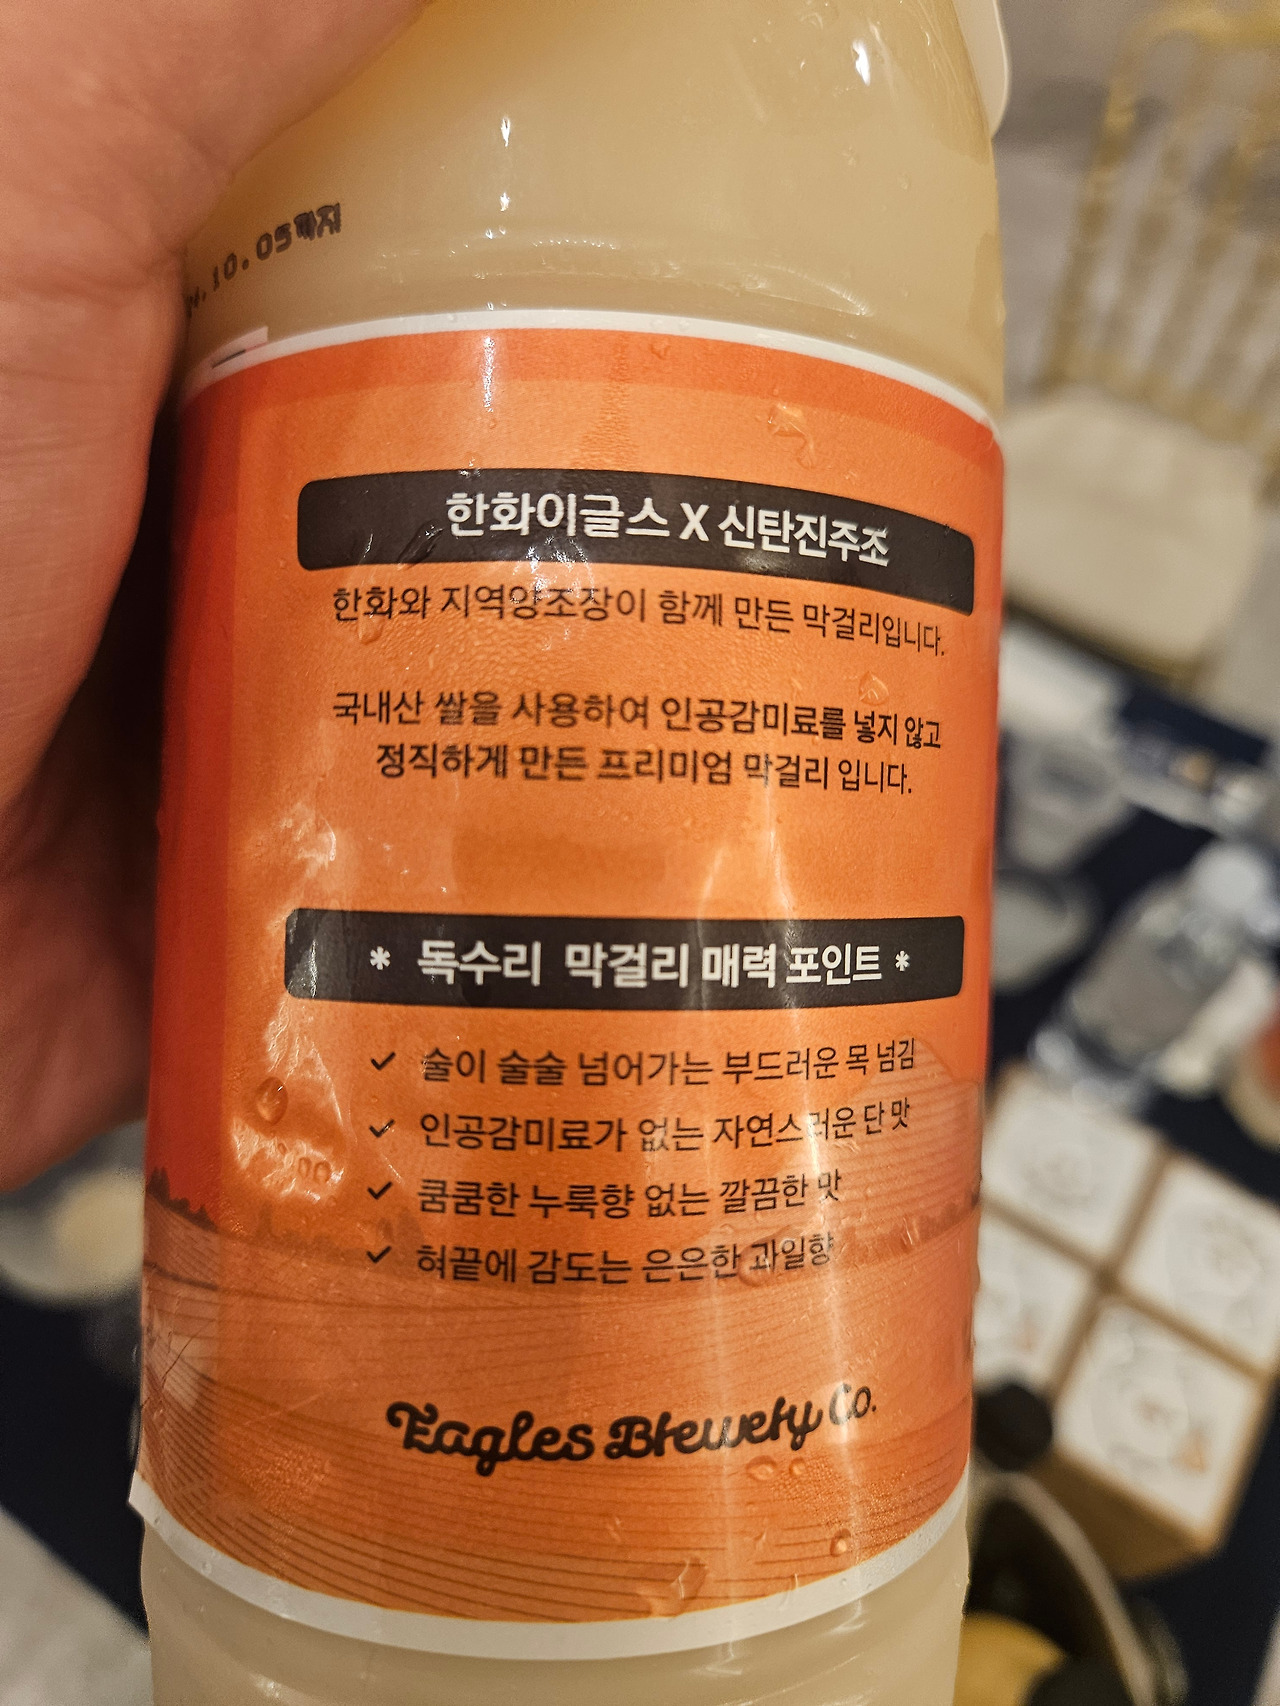 10.05까지
한화이글스 X 신탄진주조
한화와 지역양조장이 함께 만든 막걸리입니다.
국내산 쌀을 사용하여 인공감미료를 넣지 않고
정직하게 만든 프리미엄 막걸리 입니다.
* 독수리 막걸리 매력 포인트 *
✓ 술이 술술 넘어가는 부드러운 목 넘김
✓ 인공감미료가 없는 자연스러운 단 맛
✓ 쿰쿰한 누룩향 없는 깔끔한 맛
✓ 혀끝에 감도는 은은한 과일향
Eagles Brewery Co.